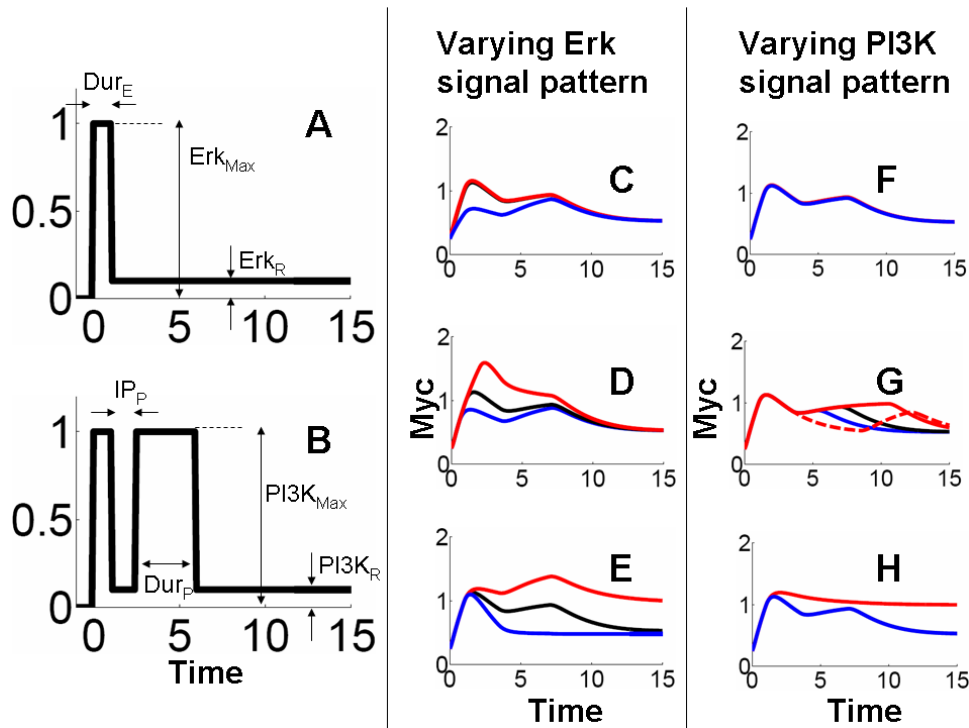 Dur_E
A
1
0.5
0
Erk_Max
Erk_R
0 5 10 15
IP_P
B
1
0.5
0
PI3K_Max
PI3K_R
Dur_P
0 5 10 15
Time
Varying Erk
signal pattern
C
2
1
0
0 5 10 15
D
Myc
2
1
0
0 5 10 15
E
2
1
0
0 5 10 15
Time
Varying PI3K
signal pattern
F
2
1
0
0 5 10 15
G
Myc
2
1
0
0 5 10 15
H
2
1
0
0 5 10 15
Time